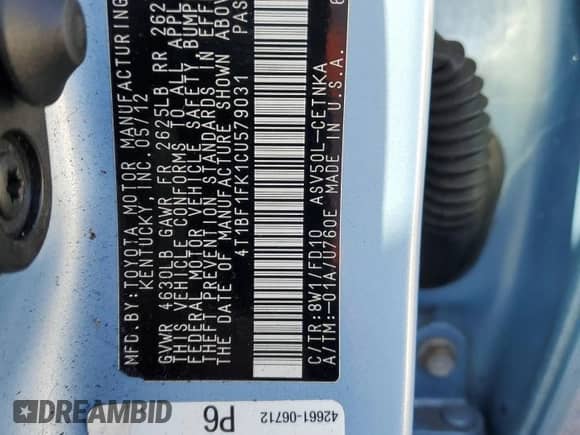 MFD. BY: TOYOTA MOTOR MANUFACTURING
KENTUCKY, INC. 05/12
GVWR 4630LB GAWR FR 2625LB RR 262
THIS VEHICLE CONFORMS TO ALL APPL
FEDERAL MOTOR VEHICLE SAFETY, BUMP
THEFT PREVENTION STANDARDS IN EFF
THE DATE OF MANUFACTURE SHOWN ABOV
4T1BF1FK1CU579031 PAS
C/TR:8W1/FD10 ASV50L-CETNKA
A/TM:-01A/U760E MADE IN U.S.A.
P6
42661-06712
DREAMBID